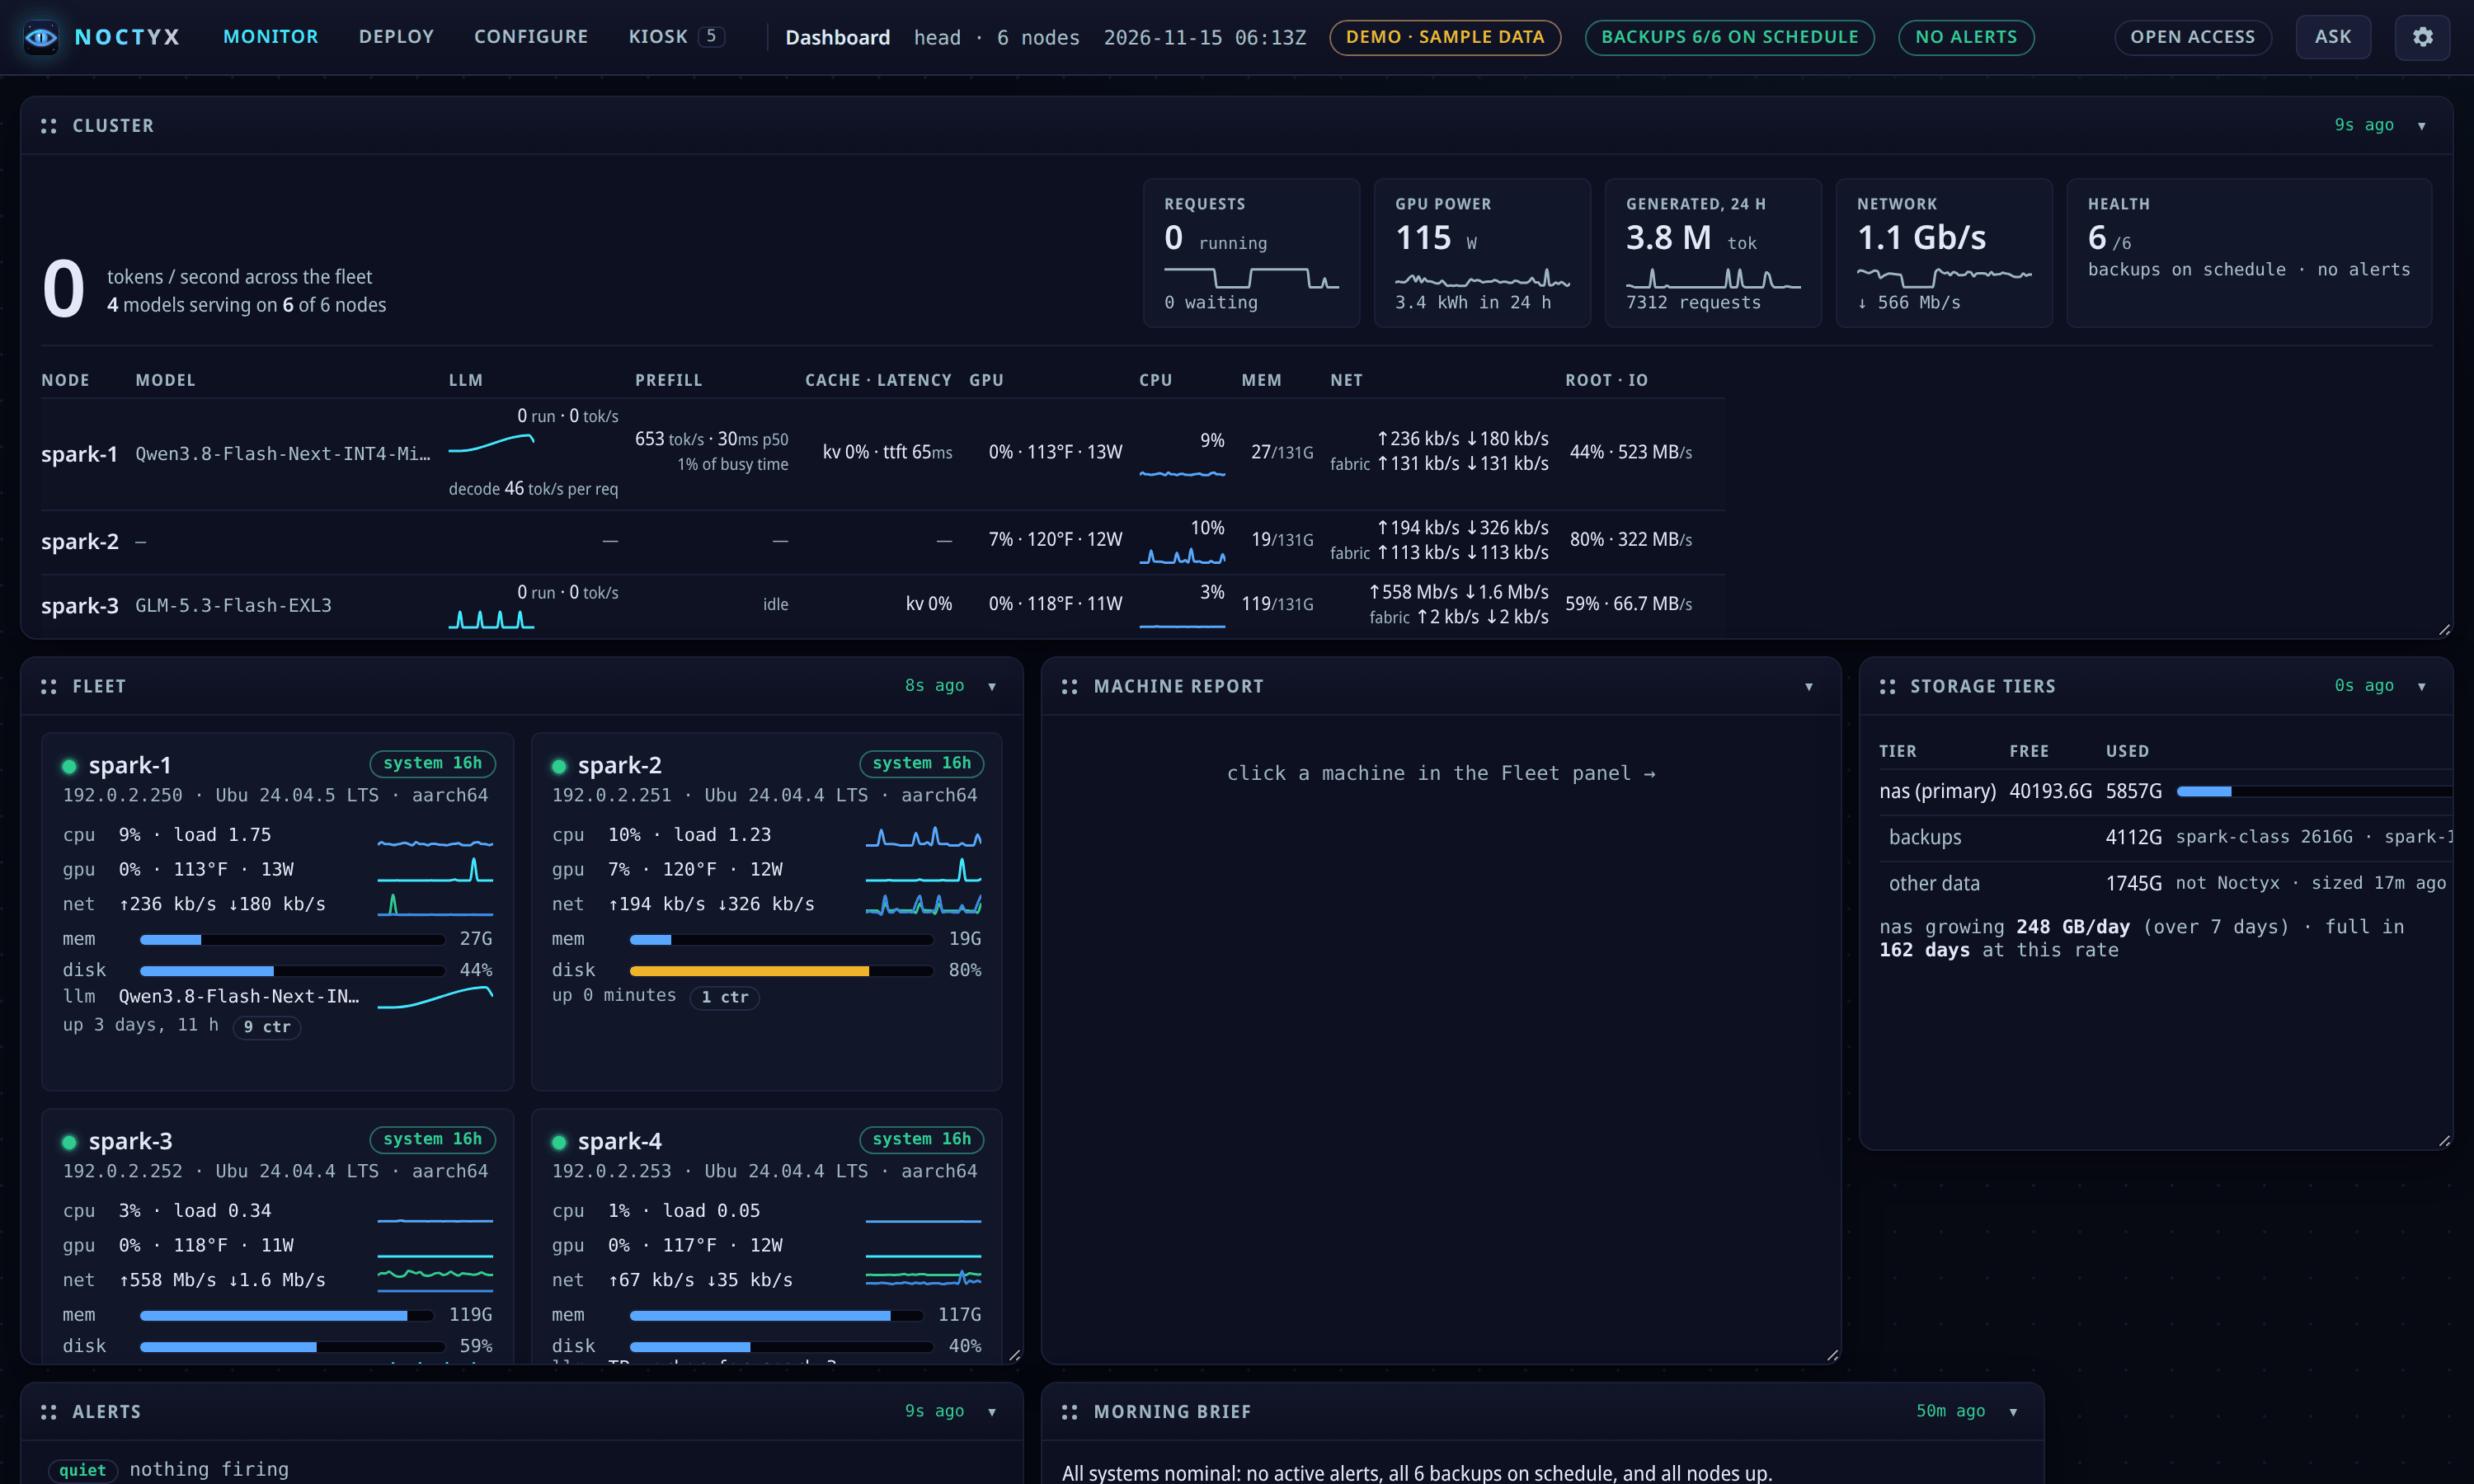 NOCTYX MONITOR DEPLOY CONFIGURE KIOSK 5 Dashboard head · 6 nodes 2026-11-15 06:13Z DEMO · SAMPLE DATA BACKUPS 6/6 ON SCHEDULE NO ALERTS OPEN ACCESS ASK
CLUSTER 9s ago ▼
0 tokens / second across the fleet
4 models serving on 6 of 6 nodes
REQUESTS
0 running
0 waiting
GPU POWER
115 W
3.4 kWh in 24 h
GENERATED, 24 H
3.8 M tok
7312 requests
NETWORK
1.1 Gb/s
↓ 566 Mb/s
HEALTH
6 /6
backups on schedule · no alerts
NODE MODEL LLM PREFILL CACHE · LATENCY GPU CPU MEM NET ROOT · IO
spark-1 Qwen3.8-Flash-Next-INT4-Mi…
0 run · 0 tok/s
decode 46 tok/s per req
653 tok/s · 30ms p50
1% of busy time
kv 0% · ttft 65ms
0% · 113°F · 13W
9%
27/131G
↑236 kb/s ↓180 kb/s
fabric ↑131 kb/s ↓131 kb/s
44% · 523 MB/s
spark-2 — — — —
7% · 120°F · 12W
10%
19/131G
↑194 kb/s ↓326 kb/s
fabric ↑113 kb/s ↓113 kb/s
80% · 322 MB/s
spark-3 GLM-5.3-Flash-EXL3
0 run · 0 tok/s
idle
kv 0%
0% · 118°F · 11W
3%
119/131G
↑558 Mb/s ↓1.6 Mb/s
fabric ↑2 kb/s ↓2 kb/s
59% · 66.7 MB/s
FLEET 8s ago ▼
spark-1 system 16h
192.0.2.250 · Ubu 24.04.5 LTS · aarch64
cpu 9% · load 1.75
gpu 0% · 113°F · 13W
net ↑236 kb/s ↓180 kb/s
mem 27G
disk 44%
llm Qwen3.8-Flash-Next-IN…
up 3 days, 11 h 9 ctr
spark-2 system 16h
192.0.2.251 · Ubu 24.04.4 LTS · aarch64
cpu 10% · load 1.23
gpu 7% · 120°F · 12W
net ↑194 kb/s ↓326 kb/s
mem 19G
disk 80%
up 0 minutes 1 ctr
spark-3 system 16h
192.0.2.252 · Ubu 24.04.4 LTS · aarch64
cpu 3% · load 0.34
gpu 0% · 118°F · 11W
net ↑558 Mb/s ↓1.6 Mb/s
mem 119G
disk 59%
spark-4 system 16h
192.0.2.253 · Ubu 24.04.4 LTS · aarch64
cpu 1% · load 0.05
gpu 0% · 117°F · 12W
net ↑67 kb/s ↓35 kb/s
mem 117G
disk 40%
MACHINE REPORT ▼
click a machine in the Fleet panel →
STORAGE TIERS 0s ago ▼
TIER FREE USED
nas (primary) 40193.6G 5857G
backups 4112G spark-class 2616G · spark-1
other data 1745G not Noctyx · sized 17m ago
nas growing 248 GB/day (over 7 days) · full in
162 days at this rate
ALERTS 9s ago ▼
quiet nothing firing
MORNING BRIEF 50m ago ▼
All systems nominal: no active alerts, all 6 backups on schedule, and all nodes up.